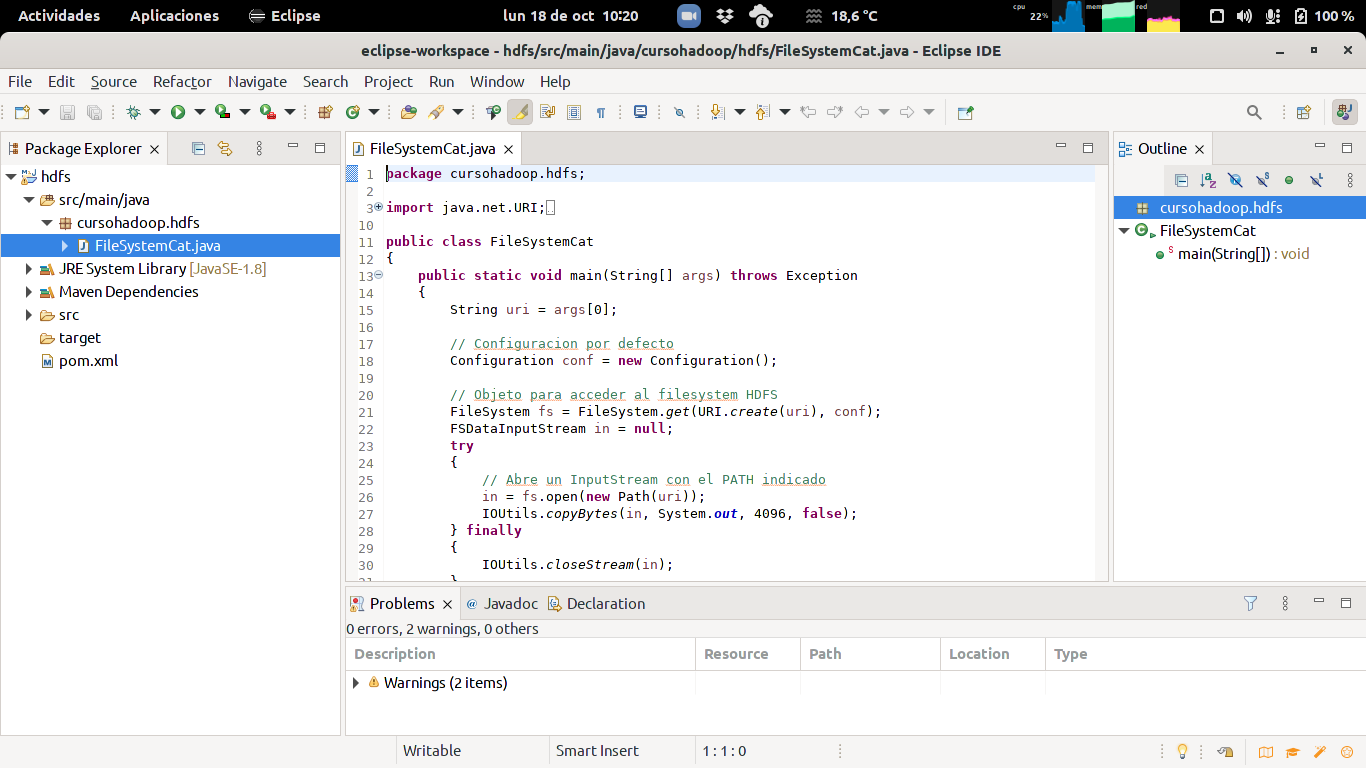 Actividades Aplicaciones Eclipse lun 18 de oct 10:20 18,6 °C cpu 22% mem red 100 %
eclipse-workspace - hdfs/src/main/java/cursohadoop/hdfs/FileSystemCat.java - Eclipse IDE
File Edit Source Refactor Navigate Search Project Run Window Help
Package Explorer
hdfs
src/main/java
cursohadoop.hdfs
FileSystemCat.java
JRE System Library [JavaSE-1.8]
Maven Dependencies
src
target
pom.xml
FileSystemCat.java
1 package cursohadoop.hdfs;
2
3 import java.net.URI;
10
11 public class FileSystemCat
12 {
13 public static void main(String[] args) throws Exception
14 {
15 String uri = args[0];
16
17 // Configuracion por defecto
18 Configuration conf = new Configuration();
19
20 // Objeto para acceder al filesystem HDFS
21 FileSystem fs = FileSystem.get(URI.create(uri), conf);
22 FSDataInputStream in = null;
23 try
24 {
25 // Abre un InputStream con el PATH indicado
26 in = fs.open(new Path(uri));
27 IOUtils.copyBytes(in, System.out, 4096, false);
28 } finally
29 {
30 IOUtils.closeStream(in);
31 }
Outline
cursohadoop.hdfs
FileSystemCat
main(String[]) : void
Problems Javadoc Declaration
0 errors, 2 warnings, 0 others
Description Resource Path Location Type
Warnings (2 items)
Writable Smart Insert 1 : 1 : 0